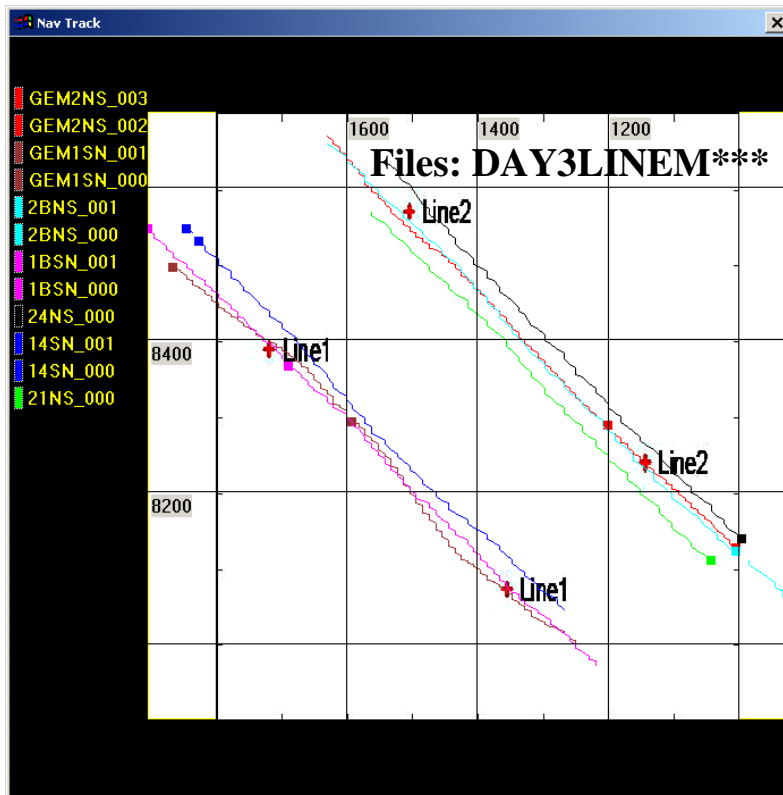 Nav Track
GEM2NS_003
GEM2NS_002
GEM1SN_001
GEM1SN_000
2BNS_001
2BNS_000
1BSN_001
1BSN_000
24NS_000
14SN_001
14SN_000
21NS_000
1600 1400 1200
Files: DAY3LINEM***
Line2
Line1
8400
Line2
8200
Line1